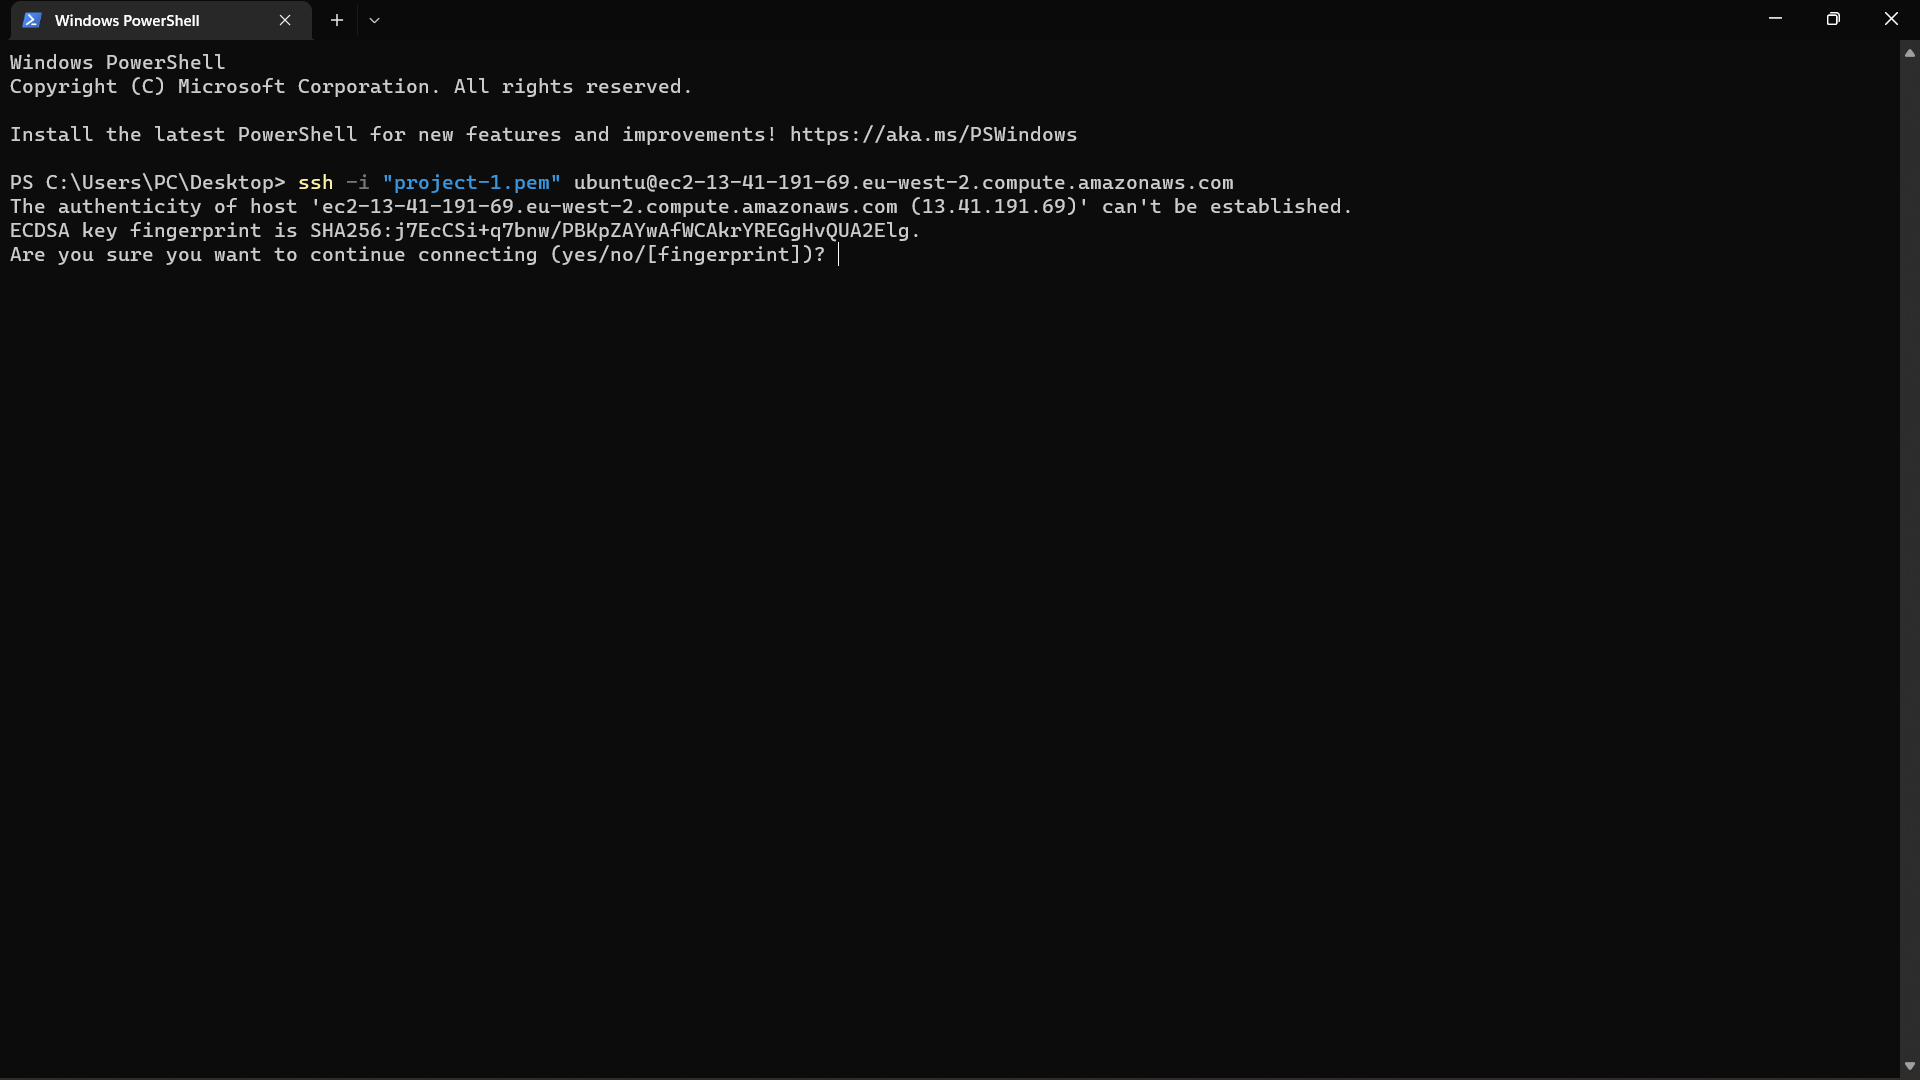 Windows PowerShell
Windows PowerShell
Copyright (C) Microsoft Corporation. All rights reserved.
Install the latest PowerShell for new features and improvements! https://aka.ms/PSWindows
PS C:\Users\PC\Desktop> ssh -i "project-1.pem" ubuntu@ec2-13-41-191-69.eu-west-2.compute.amazonaws.com
The authenticity of host 'ec2-13-41-191-69.eu-west-2.compute.amazonaws.com (13.41.191.69)' can't be established.
ECDSA key fingerprint is SHA256:j7EcCSi+q7bnw/PBKpZAYwAfWCAkrYREGgHvQUA2Elg.
Are you sure you want to continue connecting (yes/no/[fingerprint])?